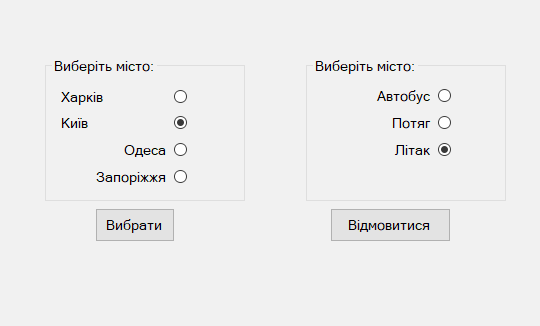 Виберіть місто:
Харків
Київ
Одеса
Запоріжжя
Вибрати
Виберіть місто:
Автобус
Потяг
Літак
Відмовитися